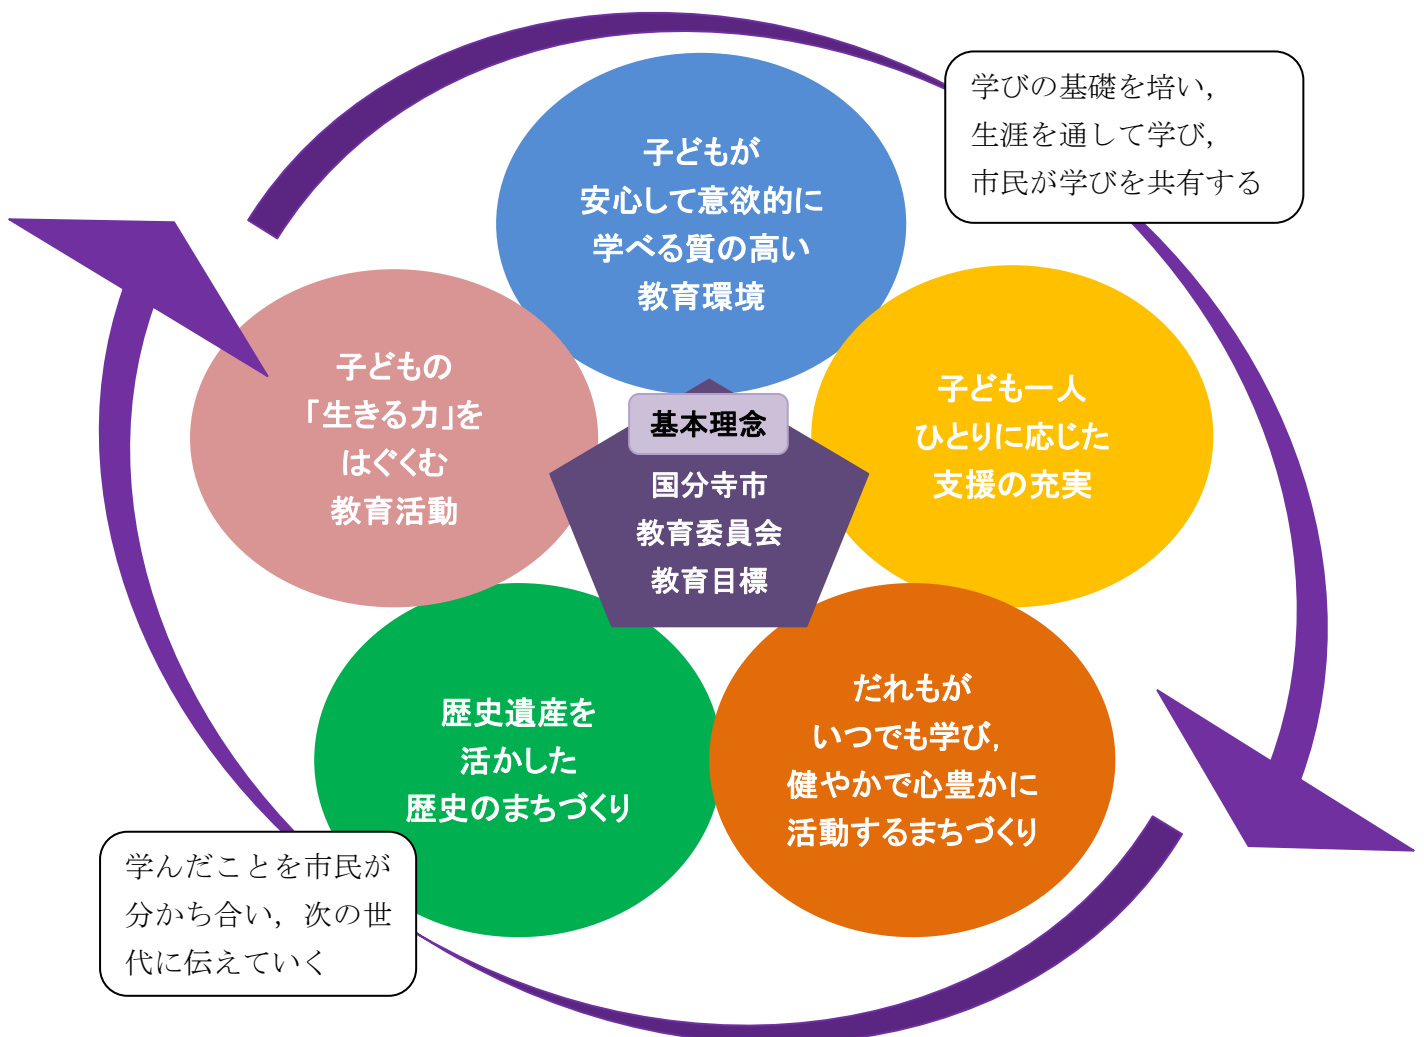 学びの基礎を培い，
生涯を通して学び，
市民が学びを共有する
子どもが
安心して意欲的に
学べる質の高い
教育環境
子どもの
「生きる力」を
はぐくむ
教育活動
子ども一人
ひとりに応じた
支援の充実
基本理念
国分寺市
教育委員会
教育目標
歴史遺産を
活かした
歴史のまちづくり
だれもが
いつでも学び，
健やかで心豊かに
活動するまちづくり
学んだことを市民が
分かち合い，次の世
代に伝えていく